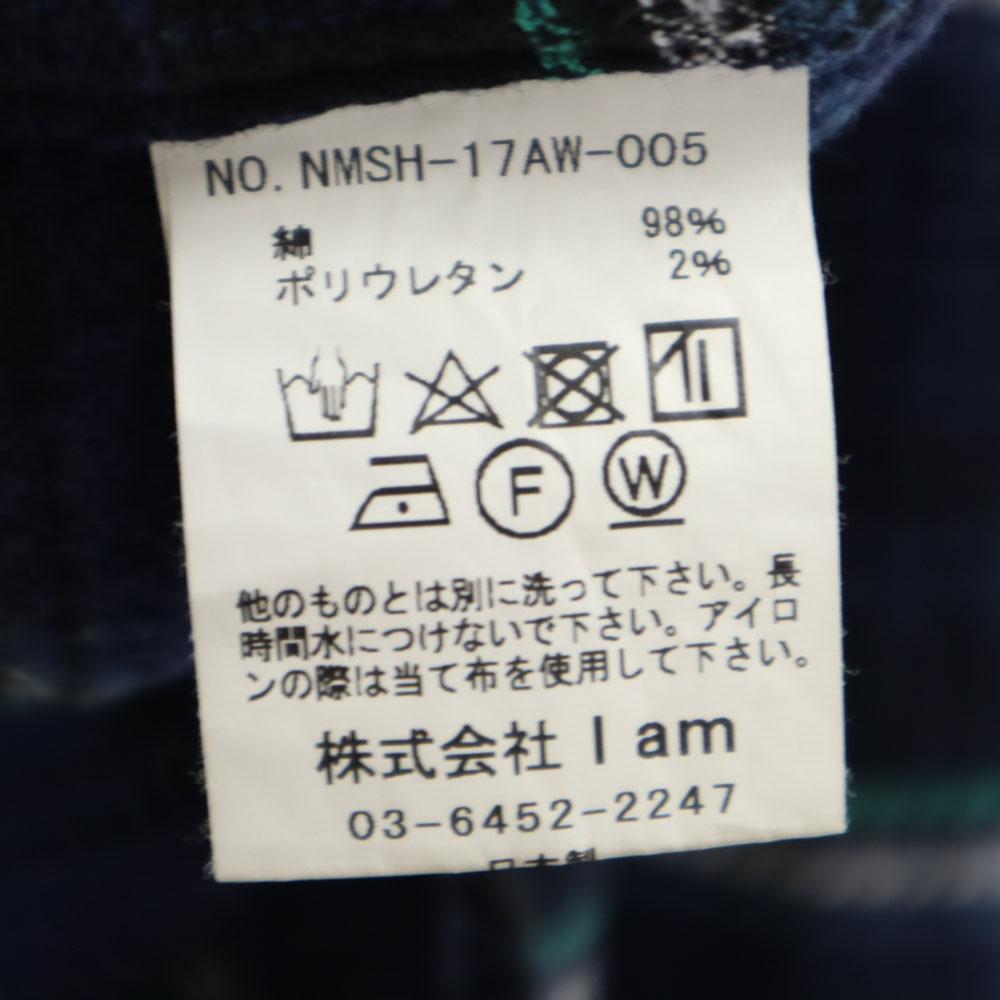 NO. NMSH-17AW-005
綿 98%
ポリウレタン 2%
F W
他のものとは別に洗って下さい。長
時間水につけないで下さい。アイロ
ンの際は当て布を使用して下さい。
株式会社 I am
03-6452-2247
日本製